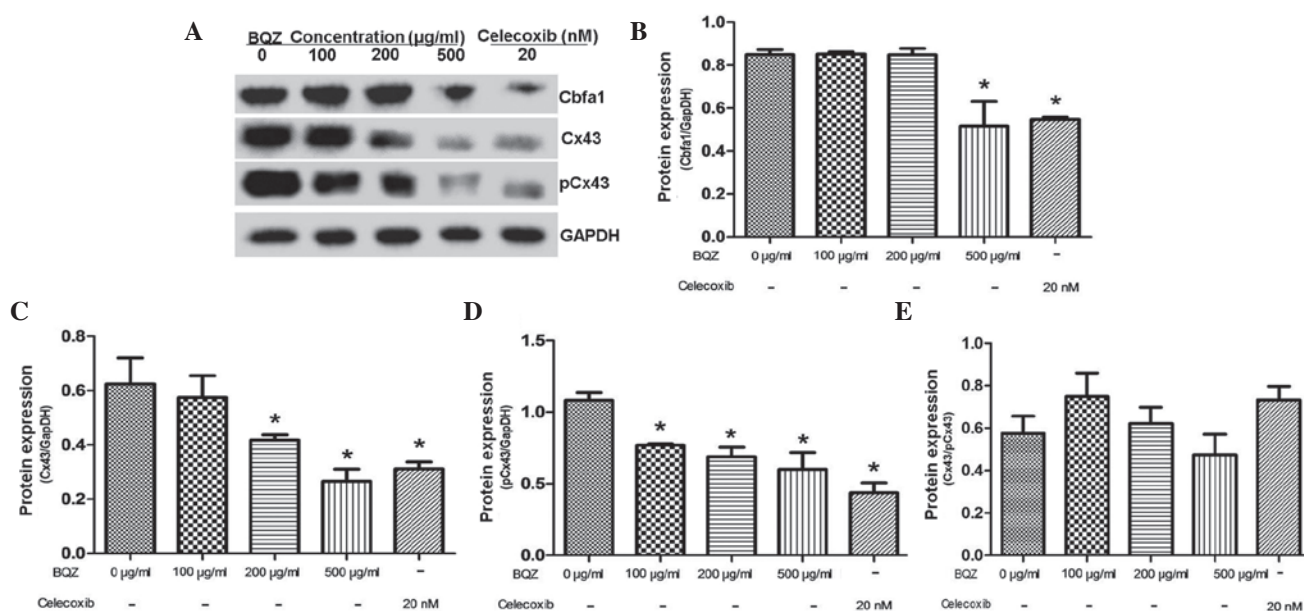 A
BQZ Concentration (µg/ml) Celecoxib (nM)
0 100 200 500 20
Cbfa1
Cx43
pCx43
GAPDH
B
Protein expression
(Cbfa1/GapDH)
1.0
0.8
0.6
0.4
0.2
0.0
* *
BQZ 0 µg/ml 100 µg/ml 200 µg/ml 500 µg/ml –
Celecoxib – – – – 20 nM
C
Protein expression
(Cx43/GapDH)
0.8
0.6
0.4
0.2
0.0
* * *
BQZ 0 µg/ml 100 µg/ml 200 µg/ml 500 µg/ml –
Celecoxib – – – – 20 nM
D
Protein expression
(pCx43/GapDH)
1.5
1.0
0.5
0.0
* * * *
BQZ 0 µg/ml 100 µg/ml 200 µg/ml 500 µg/ml –
Celecoxib – – – – 20 nM
E
Protein expression
(Cx43/pCx43)
1.0
0.8
0.6
0.4
0.2
0.0
BQZ 0 µg/ml 100 µg/ml 200 µg/ml 500 µg/ml –
Celecoxib – – – – 20 nM